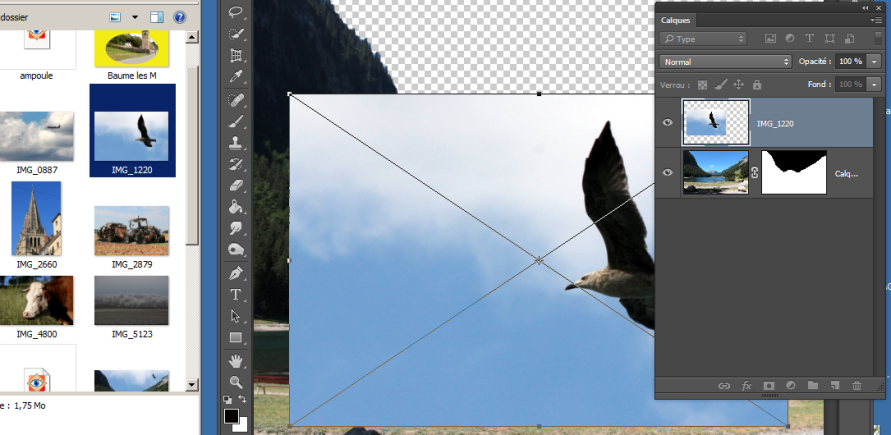 dossier
ampoule
Baume les M
IMG_0887
IMG_1220
IMG_2660
IMG_2879
IMG_4800
IMG_5123
e : 1,75 Mo
Calques
Type
Normal
Opacité : 100 %
Verrou :
Fond : 100 %
IMG_1220
Calq...